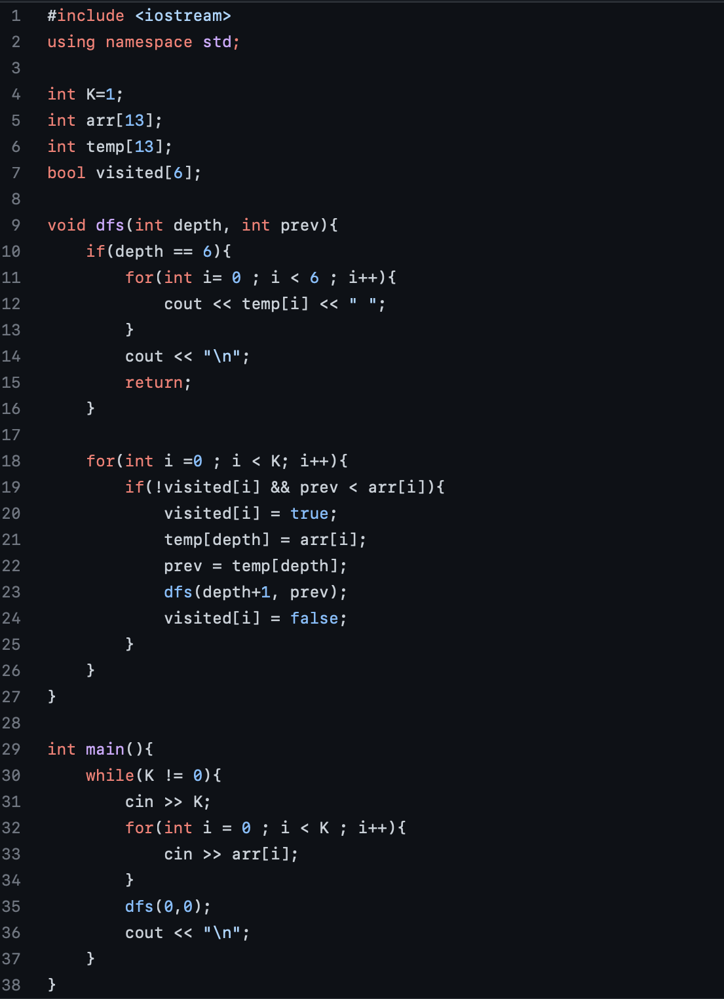 1 #include <iostream>
2 using namespace std;
3
4 int K=1;
5 int arr[13];
6 int temp[13];
7 bool visited[6];
8
9 void dfs(int depth, int prev){
10     if(depth == 6){
11         for(int i= 0 ; i < 6 ; i++){
12             cout << temp[i] << " ";
13         }
14         cout << "\n";
15         return;
16     }
17
18     for(int i =0 ; i < K; i++){
19         if(!visited[i] && prev < arr[i]){
20             visited[i] = true;
21             temp[depth] = arr[i];
22             prev = temp[depth];
23             dfs(depth+1, prev);
24             visited[i] = false;
25         }
26     }
27 }
28
29 int main(){
30     while(K != 0){
31         cin >> K;
32         for(int i = 0 ; i < K ; i++){
33             cin >> arr[i];
34         }
35         dfs(0,0);
36         cout << "\n";
37     }
38 }